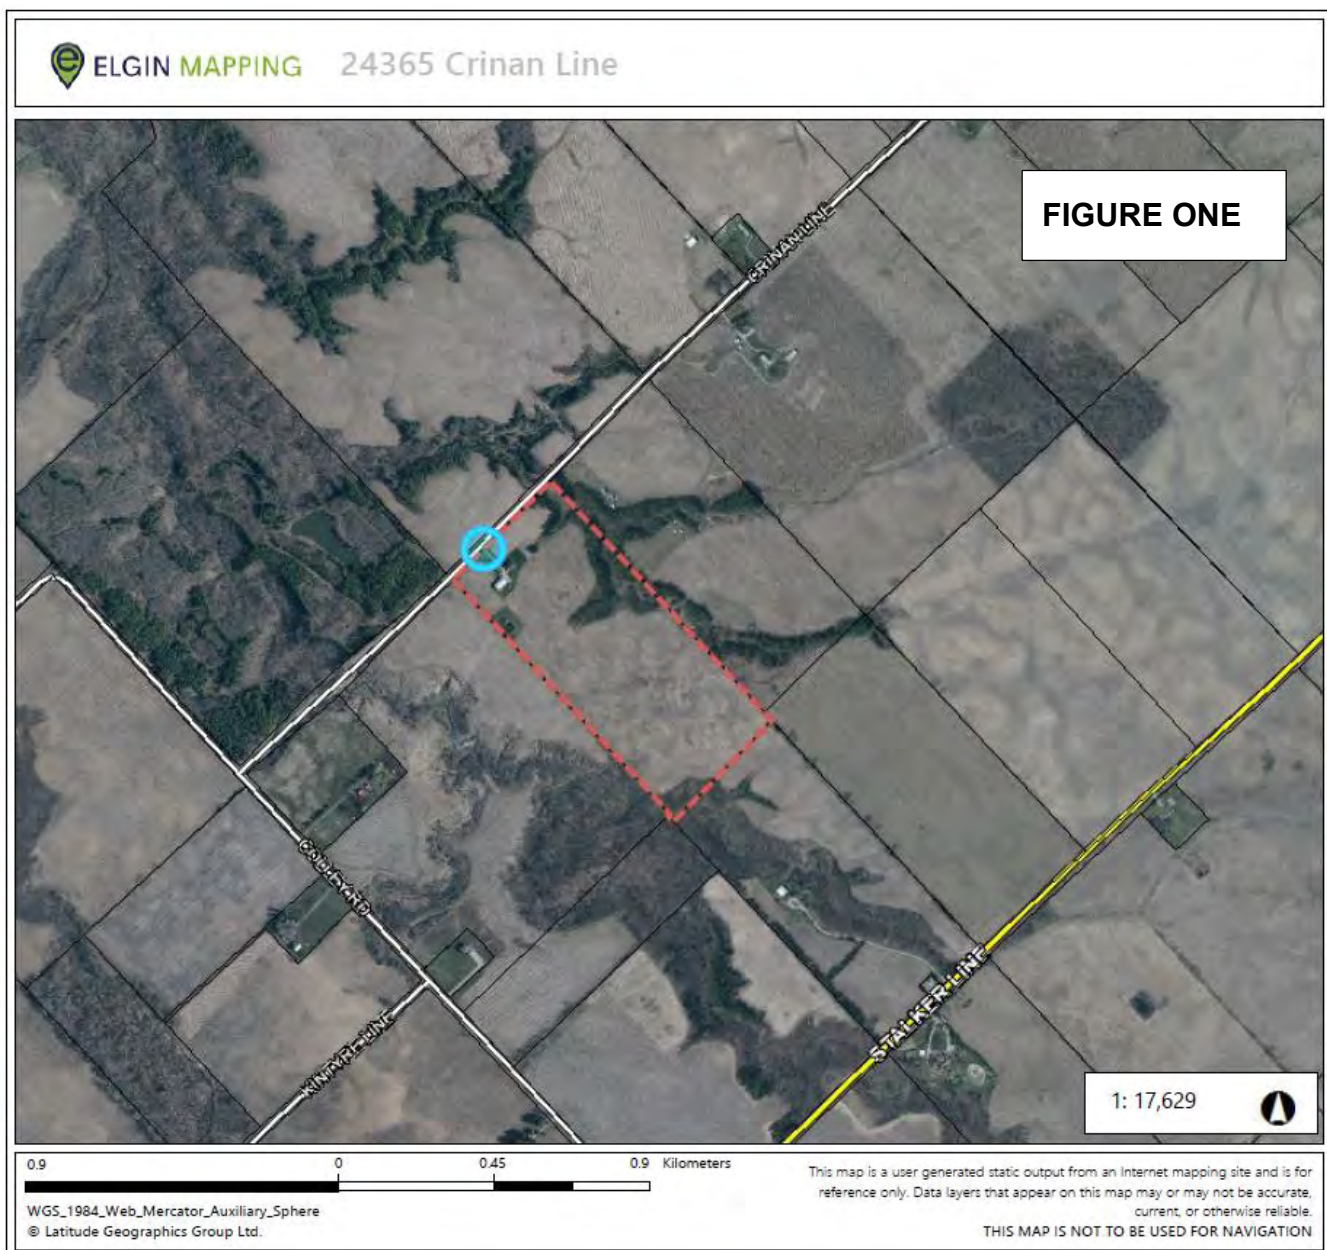 ELGIN MAPPING
24365 Crinan Line
FIGURE ONE
CRINAN LINE
COULEY RD
KINTYRE LINE
STALKER LINE
1: 17,629
0.9 0 0.45 0.9 Kilometers
WGS_1984_Web_Mercator_Auxiliary_Sphere
© Latitude Geographics Group Ltd.
This map is a user generated static output from an Internet mapping site and is for
reference only. Data layers that appear on this map may or may not be accurate,
current, or otherwise reliable.
THIS MAP IS NOT TO BE USED FOR NAVIGATION